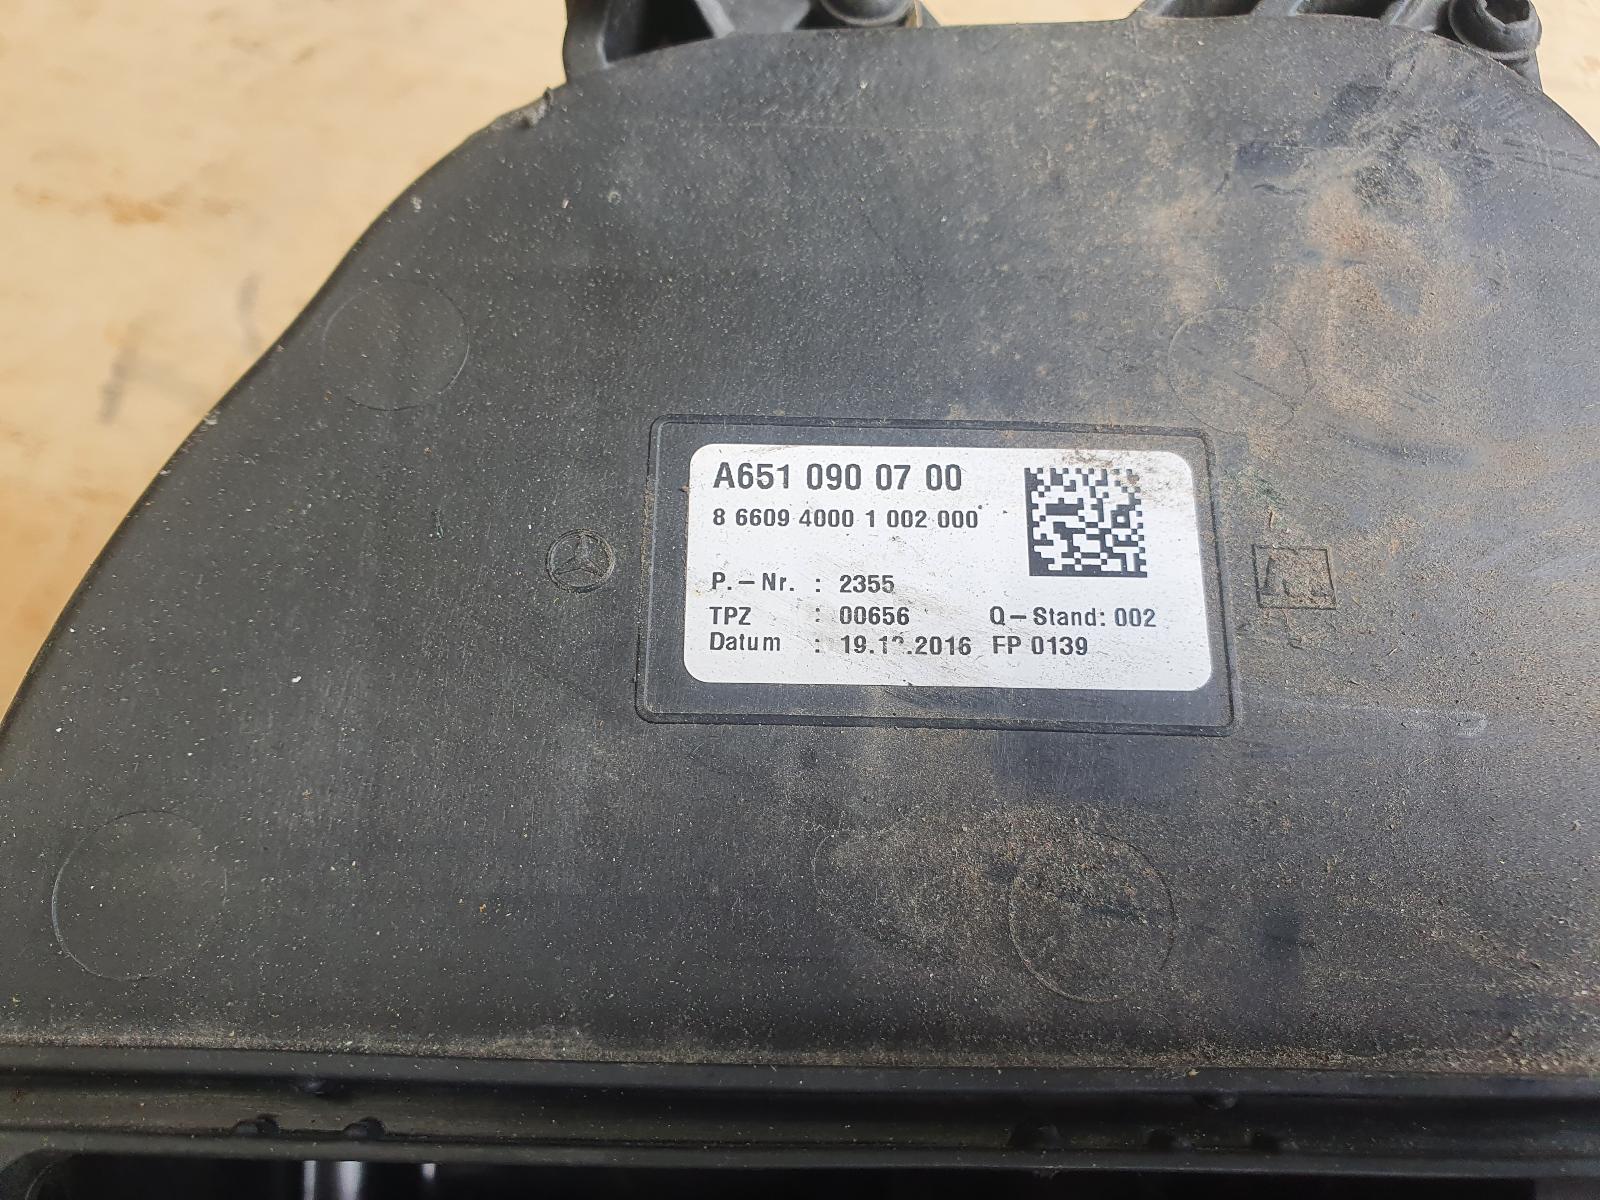 A651 090 07 00
8 6609 4000 1 002 000
P.-Nr. : 2355
TPZ : 00656 Q-Stand: 002
Datum : FP 0139